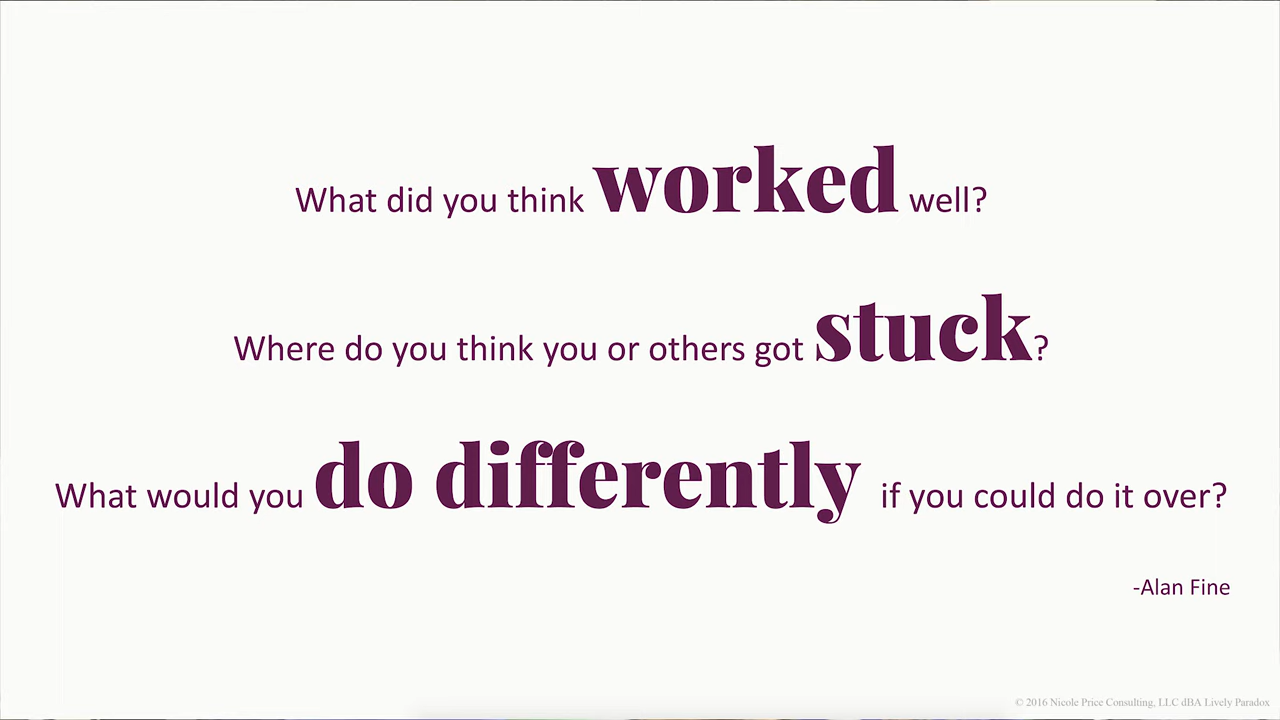 What did you think worked well?
Where do you think you or others got stuck?
What would you do differently if you could do it over?
-Alan Fine
© 2016 Nicole Price Consulting, LLC dBA Lively Paradox